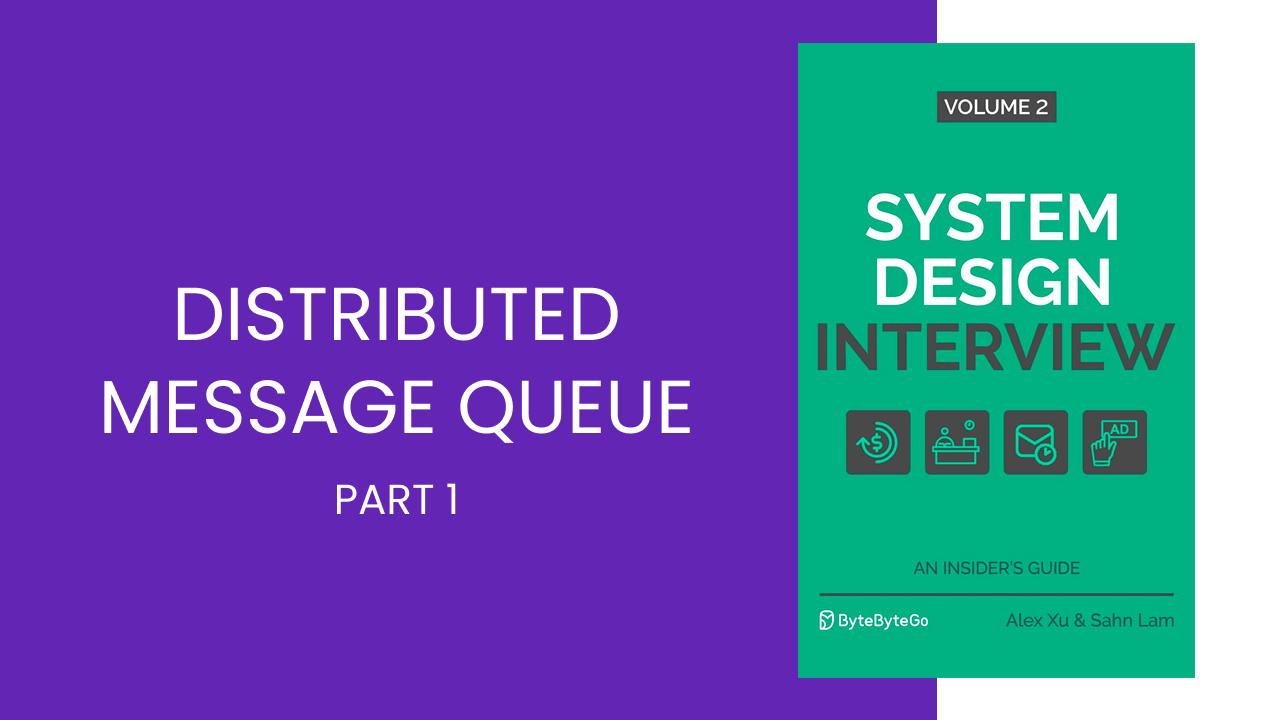 DISTRIBUTED
MESSAGE QUEUE
PART 1
VOLUME 2
SYSTEM
DESIGN
INTERVIEW
AD
AN INSIDER'S GUIDE
ByteByteGo
Alex Xu & Sahn Lam